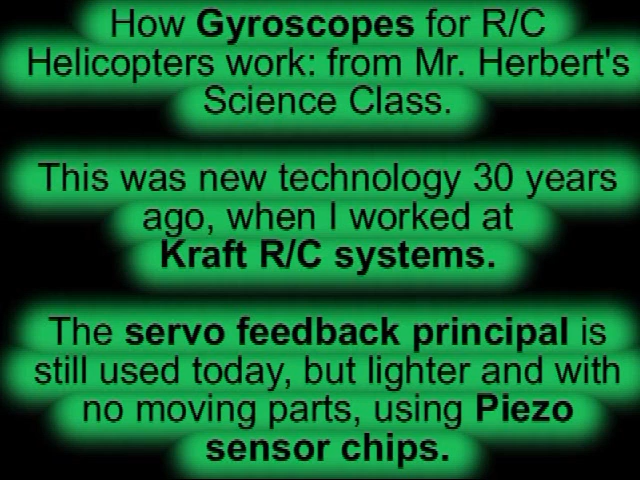 How Gyroscopes for R/C
Helicopters work: from Mr. Herbert's
Science Class.
This was new technology 30 years
ago, when I worked at
Kraft R/C systems.
The servo feedback principal is
still used today, but lighter and with
no moving parts, using Piezo
sensor chips.